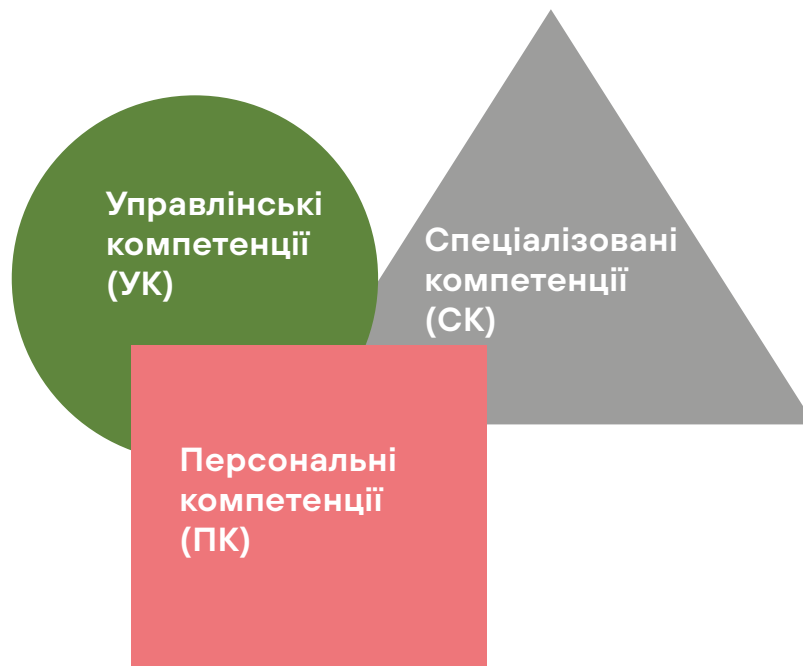 Управлінські
компетенції
(УК)
Спеціалізовані
компетенції
(СК)
Персональні
компетенції
(ПК)